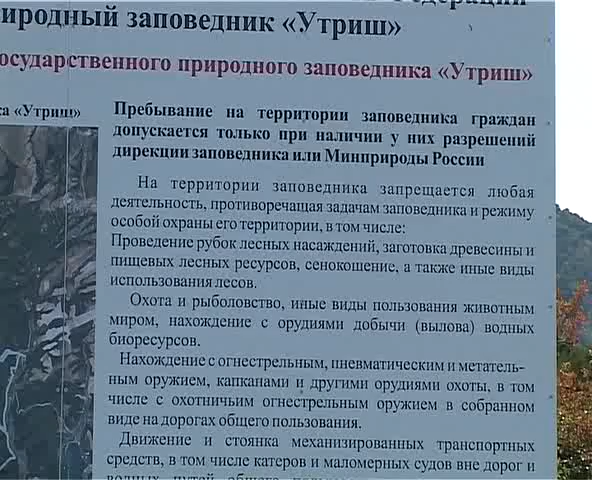 природный заповедник «Утриш»
государственного природного заповедника «Утриш»
«Утриш»
Пребывание на территории заповедника граждан
допускается только при наличии у них разрешений
дирекции заповедника или Минприроды России
На территории заповедника запрещается любая
деятельность, противоречащая задачам заповедника и режиму
особой охраны его территории, в том числе:
Проведение рубок лесных насаждений, заготовка древесины и
пищевых лесных ресурсов, сенокошение, а также иные виды
использования лесов.
Охота и рыболовство, иные виды пользования животным
миром, нахождение с орудиями добычи (вылова) водных
биоресурсов.
Нахождение с огнестрельным, пневматическим и метатель-
ным оружием, капканами и другими орудиями охоты, в том
числе с охотничьим огнестрельным оружием в собранном
виде на дорогах общего пользования.
Движение и стоянка механизированных транспортных
средств, в том числе катеров и маломерных судов вне дорог и
водных путей общего